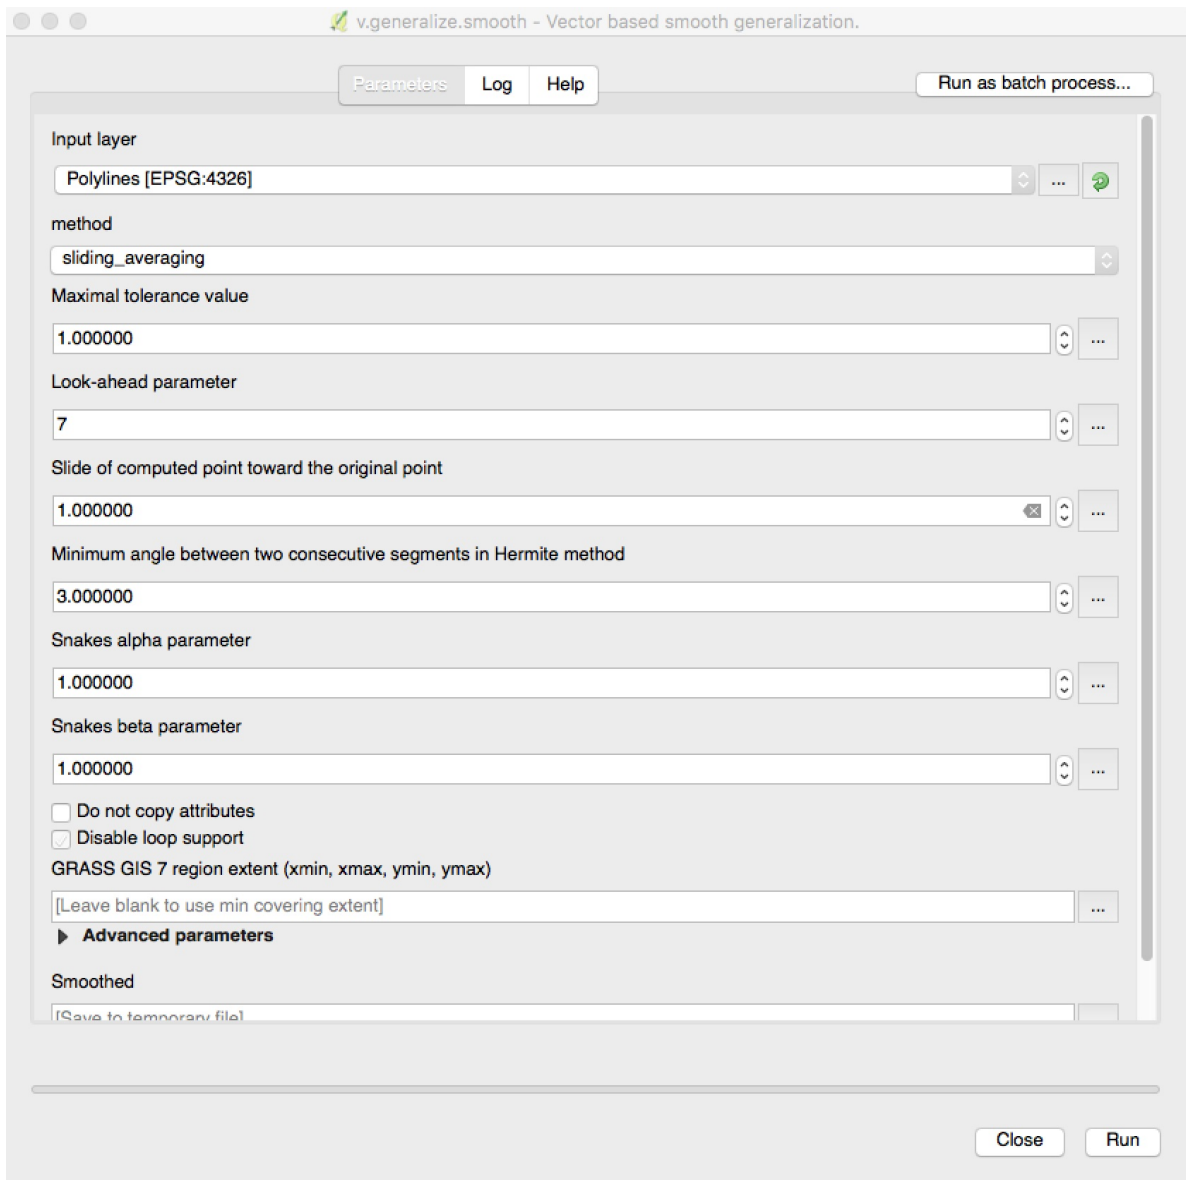 v.generalize.smooth - Vector based smooth generalization.
Parameters Log Help Run as batch process...
Input layer
Polylines [EPSG:4326] ...
method
sliding_averaging
Maximal tolerance value
1.000000 ...
Look-ahead parameter
7 ...
Slide of computed point toward the original point
1.000000 ...
Minimum angle between two consecutive segments in Hermite method
3.000000 ...
Snakes alpha parameter
1.000000 ...
Snakes beta parameter
1.000000 ...
Do not copy attributes
Disable loop support
GRASS GIS 7 region extent (xmin, xmax, ymin, ymax)
[Leave blank to use min covering extent] ...
Advanced parameters
Smoothed
[Save to temporary file]
Close Run